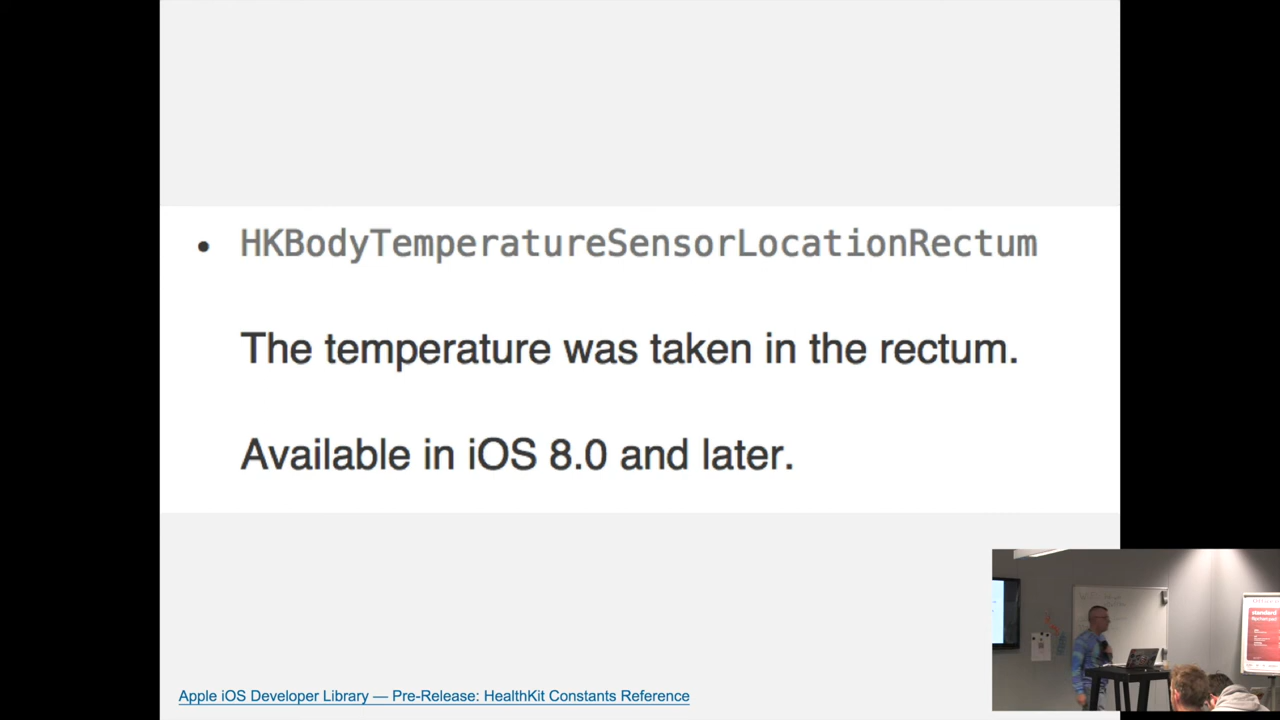 • HKBodyTemperatureSensorLocationRectum
The temperature was taken in the rectum.
Available in iOS 8.0 and later.
Apple iOS Developer Library — Pre-Release: HealthKit Constants Reference